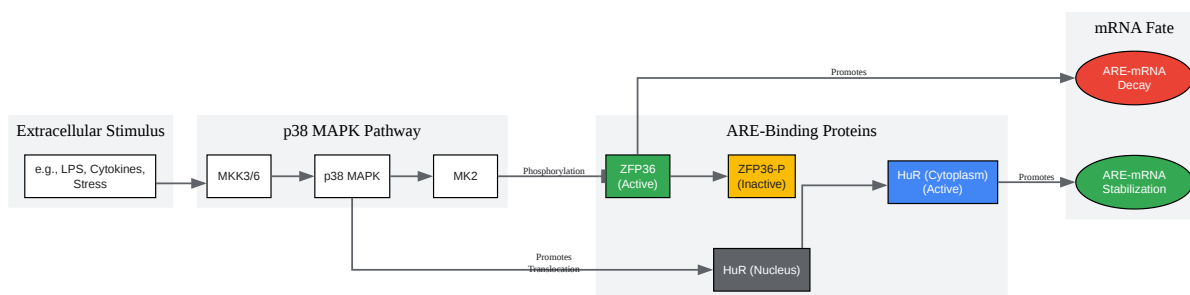 mRNA Fate
ARE-mRNA
Decay
Promotes
Extracellular Stimulus
p38 MAPK Pathway
ARE-Binding Proteins
e.g., LPS, Cytokines,
Stress
MKK3/6
p38 MAPK
MK2
Phosphorylation
ZFP36
(Active)
ZFP36-P
(Inactive)
HuR (Cytoplasm)
(Active)
Promotes
ARE-mRNA
Stabilization
Promotes
Translocation
HuR (Nucleus)